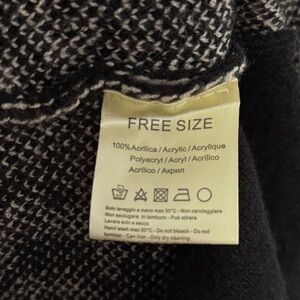 FREE SIZE
100% Acrilica / Acrylic / Acrylique
Polyacryl / Acryl / Acrílico
Acrílico / Акрил
Solo lavaggio a mano max 30°C - Non candeggiare
Non asciugare in tamburo - Può stirare
Lavare solo a secco
Hand wash max 30°C - Do not bleach - Do not
tumbler - Can iron - Only dry cleaning